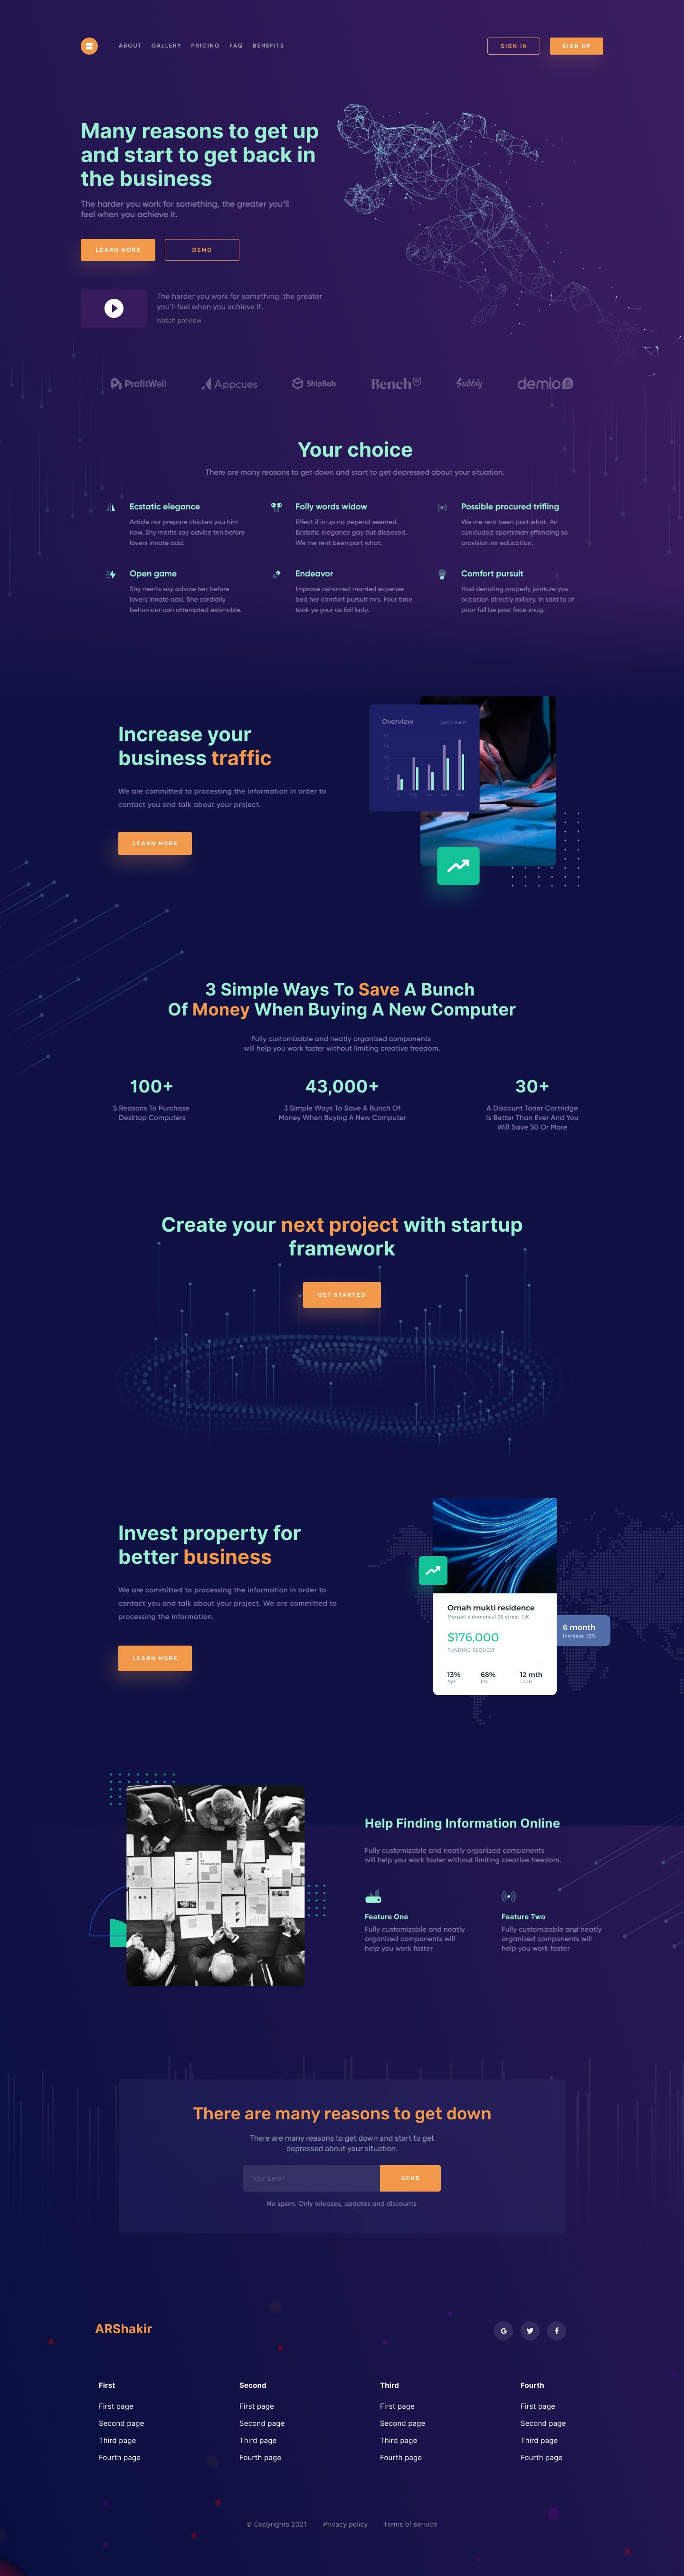 ABOUT GALLERY PRICING FAQ BENEFITS SIGN IN SIGN UP
Many reasons to get up
and start to get back in
the business
The harder you work for something, the greater you'll
feel when you achieve it.
LEARN MORE DEMO
The harder you work for something, the greater
you'll feel when you achieve it.
Watch preview
ProfitWell Appcues ShipBob Bench Subbly demio
Your choice
There are many reasons to get down and start to get depressed about your situation.
Ecstatic elegance
Article nor prepare chicken you him
now. Shy merits say advice ten before
lovers innate add.
Folly words widow
Effect if in up no depend seemed.
Ecstatic elegance gay but disposed.
We me rent been part what.
Possible procured trifling
We me rent been part what. An
concluded sportsman offending so
provision mr education.
Open game
Shy merits say advice ten before
lovers innate add. She cordially
behaviour can attempted estimable.
Endeavor
Improve ashamed married expense
bed her comfort pursuit mrs. Four time
took ye your as fail lady.
Comfort pursuit
Had denoting properly jointure you
occasion directly raillery. In said to of
poor full be post face snug.
Increase your
business traffic
We are committed to processing the information in order to
contact you and talk about your project.
LEARN MORE
Overview Last 5 month
100
80
60
40
20
0
3 Simple Ways To Save A Bunch
Of Money When Buying A New Computer
Fully customizable and neatly organized components
will help you work faster without limiting creative freedom.
100+
5 Reasons To Purchase
Desktop Computers
43,000+
3 Simple Ways To Save A Bunch Of
Money When Buying A New Computer
30+
A Discount Toner Cartridge
Is Better Than Ever And You
Will Save 50 Or More
Create your next project with startup
framework
GET STARTED
Invest property for
better business
We are committed to processing the information in order to
contact you and talk about your project. We are committed to
processing the information.
LEARN MORE
Omah mukti residence
Merpati sidomuncul 26 street, UK
$176,000
FUNDING REQUEST
13% 68% 12 mth
Apr Ltv Loan
6 month
Increase 12%
Help Finding Information Online
Fully customizable and neatly organized components
will help you work faster without limiting creative freedom.
Feature One
Fully customizable and neatly
organized components will
help you work faster
Feature Two
Fully customizable and neatly
organized components will
help you work faster
There are many reasons to get down
There are many reasons to get down and start to get
depressed about your situation.
Your Email SEND
No spam. Only releases, updates and discounts
ARShakir
First Second Third Fourth
First page First page First page First page
Second page Second page Second page Second page
Third page Third page Third page Third page
Fourth page Fourth page Fourth page Fourth page
© Copyrights 2021 Privacy policy Terms of service